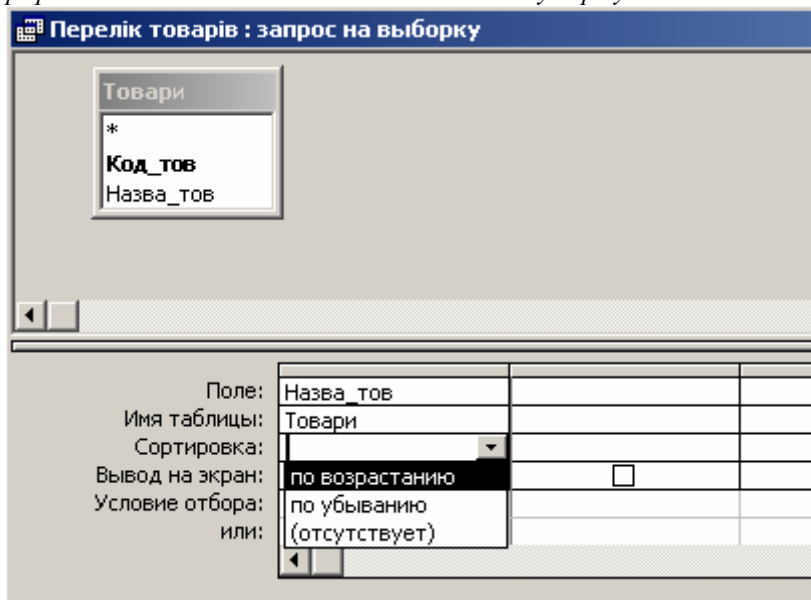 Перелік товарів : запрос на выборку
Товари
*
Код_тов
Назва_тов
Поле: Назва_тов
Имя таблицы: Товари
Сортировка:
Вывод на экран: по возрастанию
Условие отбора: по убыванию
или: (отсутствует)